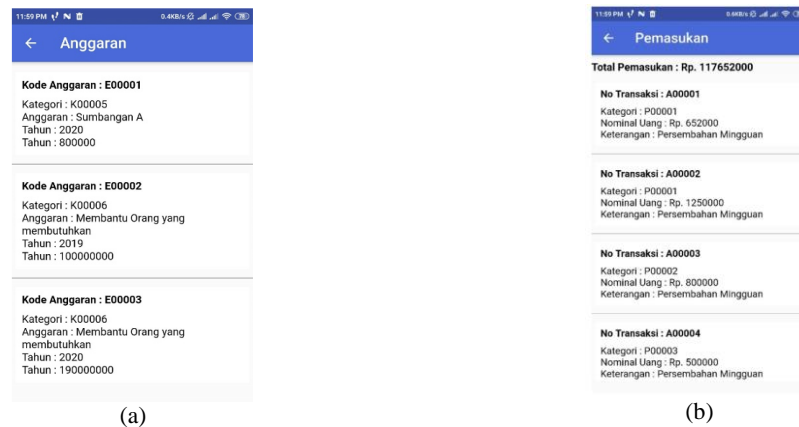 11:59 PM
0.4KB/s
Anggaran
Kode Anggaran : E00001
Kategori : K00005
Anggaran : Sumbangan A
Tahun : 2020
Tahun : 800000
Kode Anggaran : E00002
Kategori : K00006
Anggaran : Membantu Orang yang
membutuhkan
Tahun : 2019
Tahun : 100000000
Kode Anggaran : E00003
Kategori : K00006
Anggaran : Membantu Orang yang
membutuhkan
Tahun : 2020
Tahun : 190000000
(a)
11:59 PM
0.6KB/s
Pemasukan
Total Pemasukan : Rp. 117652000
No Transaksi : A00001
Kategori : P00001
Nominal Uang : Rp. 652000
Keterangan : Persembahan Mingguan
No Transaksi : A00002
Kategori : P00001
Nominal Uang : Rp. 1250000
Keterangan : Persembahan Mingguan
No Transaksi : A00003
Kategori : P00002
Nominal Uang : Rp. 800000
Keterangan : Persembahan Mingguan
No Transaksi : A00004
Kategori : P00003
Nominal Uang : Rp. 500000
Keterangan : Persembahan Mingguan
(b)